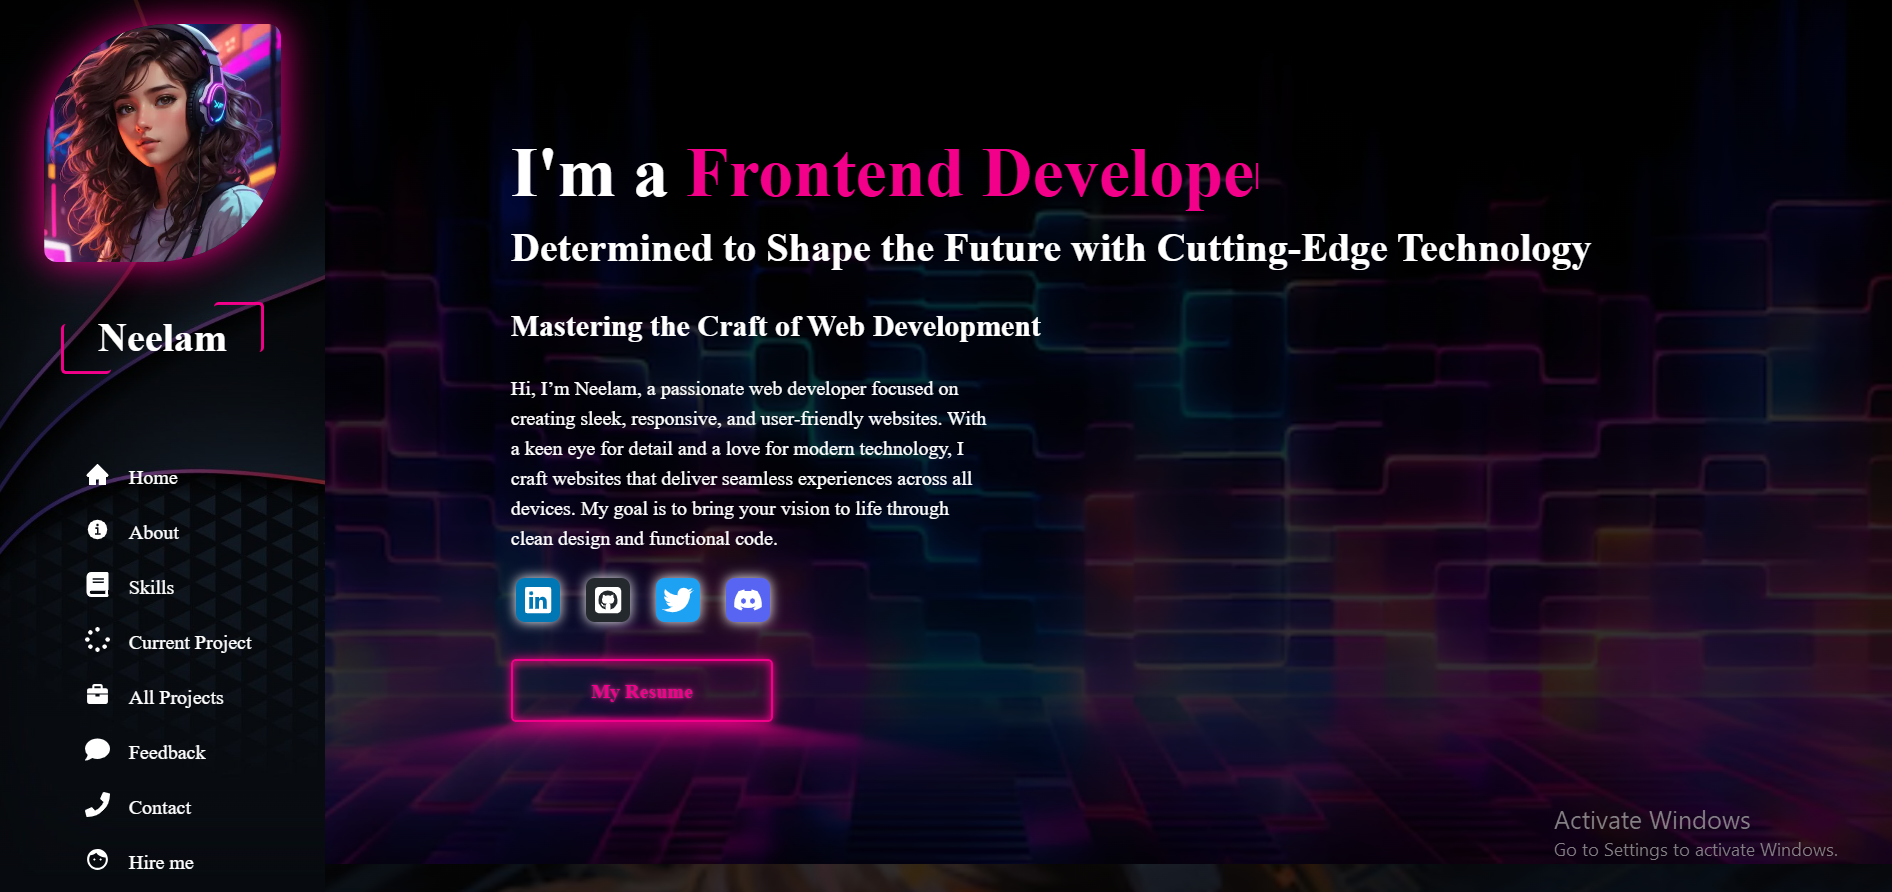 Neelam
Home
About
Skills
Current Project
All Projects
Feedback
Contact
Hire me
I'm a Frontend Develope
Determined to Shape the Future with Cutting-Edge Technology
Mastering the Craft of Web Development
Hi, I’m Neelam, a passionate web developer focused on
creating sleek, responsive, and user-friendly websites. With
a keen eye for detail and a love for modern technology, I
craft websites that deliver seamless experiences across all
devices. My goal is to bring your vision to life through
clean design and functional code.
in
My Resume
Activate Windows
Go to Settings to activate Windows.